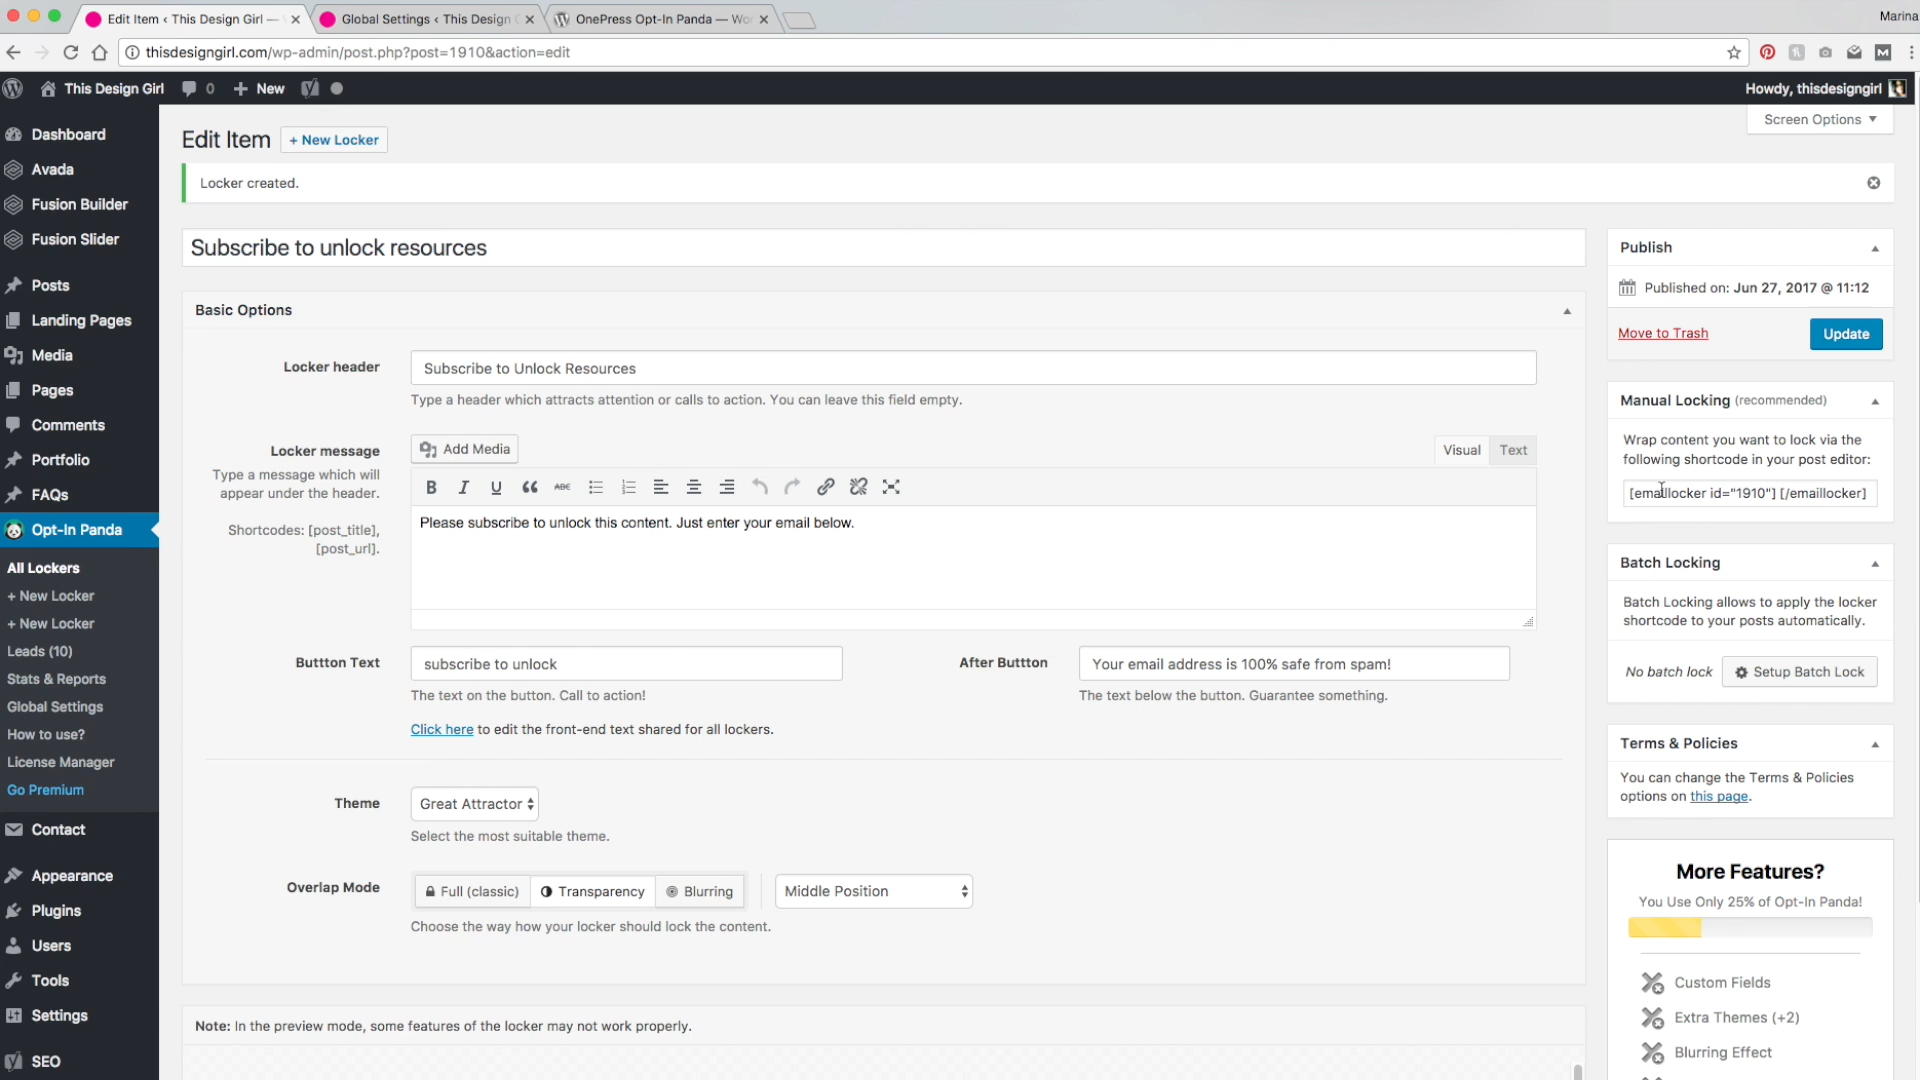 Edit Item ‹ This Design Girl —
Global Settings ‹ This Design G
OnePress Opt-In Panda — Wo
Marina
thisdesigngirl.com/wp-admin/post.php?post=1910&action=edit
This Design Girl
0
+ New
Howdy, thisdesigngirl
Screen Options
Dashboard
Avada
Fusion Builder
Fusion Slider
Posts
Landing Pages
Media
Pages
Comments
Portfolio
FAQs
Opt-In Panda
All Lockers
+ New Locker
+ New Locker
Leads (10)
Stats & Reports
Global Settings
How to use?
License Manager
Go Premium
Contact
Appearance
Plugins
Users
Tools
Settings
SEO
Edit Item
+ New Locker
Locker created.
Subscribe to unlock resources
Basic Options
Locker header
Subscribe to Unlock Resources
Type a header which attracts attention or calls to action. You can leave this field empty.
Locker message
Type a message which will
appear under the header.
Shortcodes: [post_title],
[post_url].
Add Media
Visual
Text
B I U ABC
Please subscribe to unlock this content. Just enter your email below.
Buttton Text
subscribe to unlock
The text on the button. Call to action!
After Buttton
Your email address is 100% safe from spam!
The text below the button. Guarantee something.
Click here to edit the front-end text shared for all lockers.
Theme
Great Attractor
Select the most suitable theme.
Overlap Mode
Full (classic)
Transparency
Blurring
Middle Position
Choose the way how your locker should lock the content.
Note: In the preview mode, some features of the locker may not work properly.
Publish
Published on: Jun 27, 2017 @ 11:12
Move to Trash
Update
Manual Locking (recommended)
Wrap content you want to lock via the
following shortcode in your post editor:
[emaillocker id="1910"] [/emaillocker]
Batch Locking
Batch Locking allows to apply the locker
shortcode to your posts automatically.
No batch lock
Setup Batch Lock
Terms & Policies
You can change the Terms & Policies
options on this page.
More Features?
You Use Only 25% of Opt-In Panda!
Custom Fields
Extra Themes (+2)
Blurring Effect